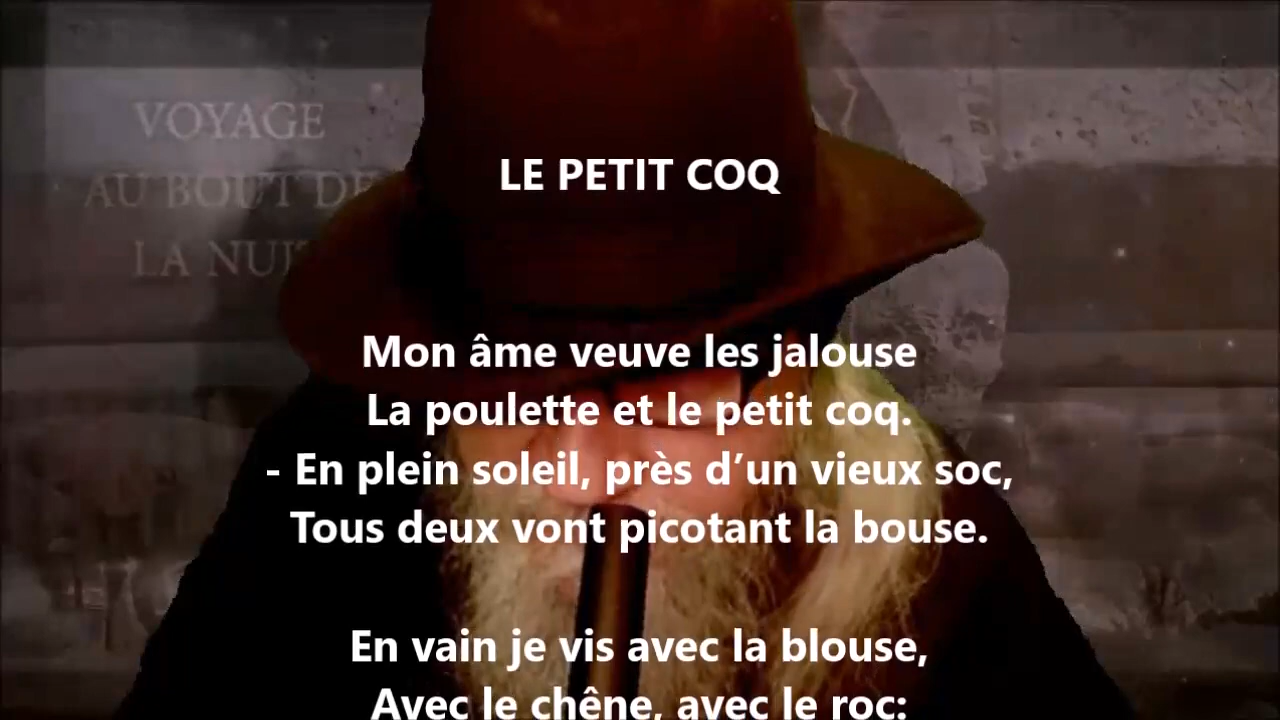 VOYAGE
AU BOUT DE
LA NUIT
LE PETIT COQ
Mon âme veuve les jalouse
La poulette et le petit coq.
- En plein soleil, près d’un vieux soc,
Tous deux vont picotant la bouse.
En vain je vis avec la blouse,
Avec le chêne, avec le roc: